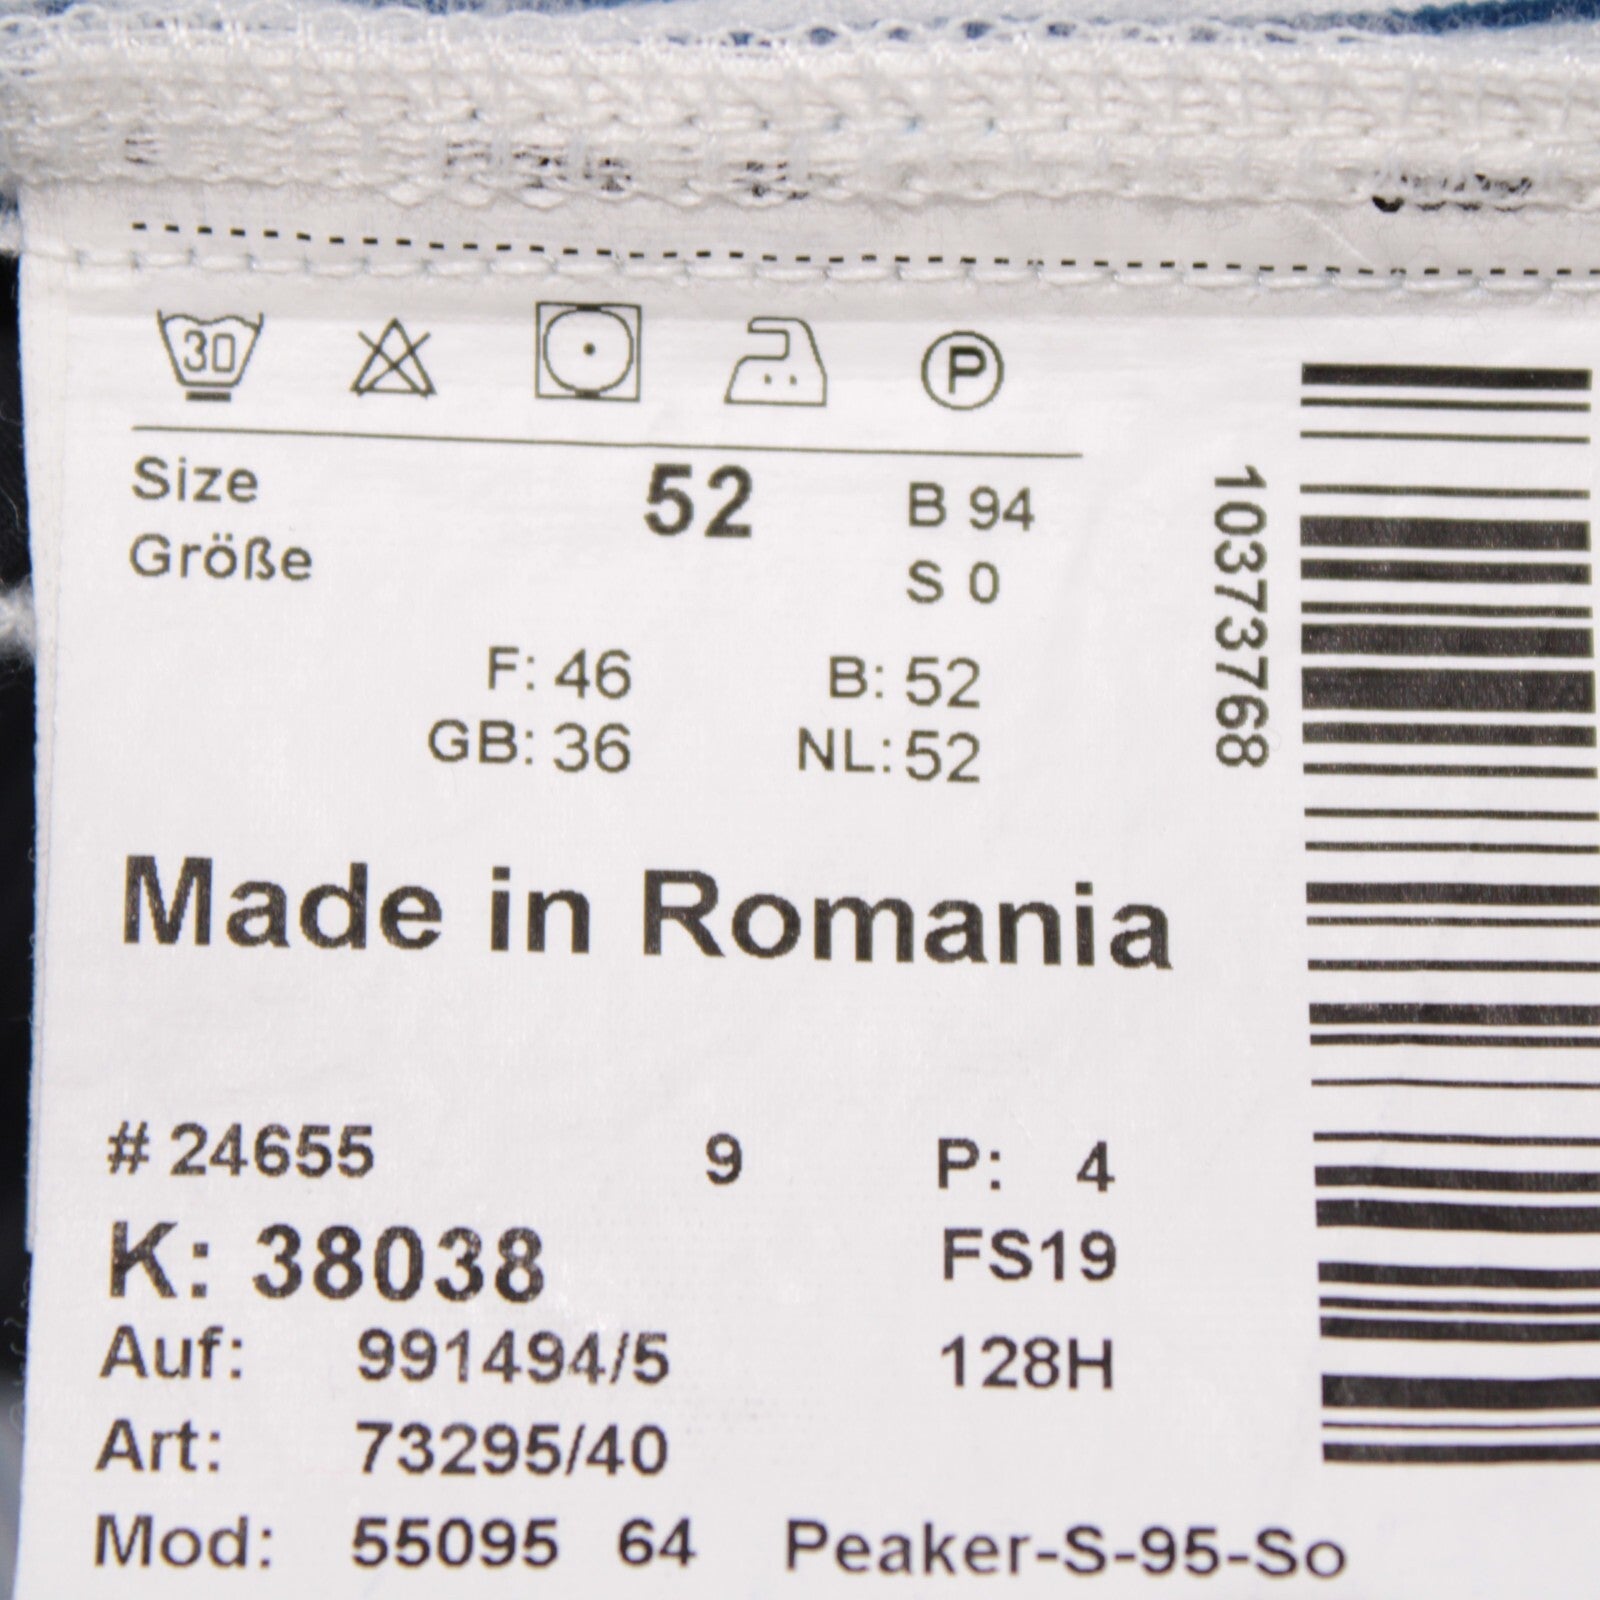 30
P
Size 52 B 94
Größe S 0
F: 46 B: 52
GB: 36 NL: 52
10373768
Made in Romania
# 24655 9 P: 4
K: 38038 FS19
Auf: 991494/5 128H
Art: 73295/40
Mod: 55095 64 Peaker-S-95-So